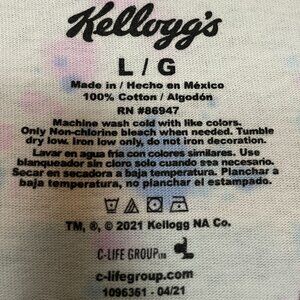 Kellogg's
L / G
Made in / Hecho en México
100% Cotton / Algodón
RN #86947
Machine wash cold with like colors.
Only Non-chlorine bleach when needed. Tumble
dry low. Iron low only, do not iron decoration.
Lavar en agua fria con colores similares. Use
blanqueador sin cloro solo cuando sea necesario.
Secar en secadora a baja temperatura. Planchar a
baja temperatura, no planchar el estampado.
TM, ®, © 2021 Kellogg NA Co.
C-LIFE GROUP LTD
c-lifegroup.com
1096361 - 04/21